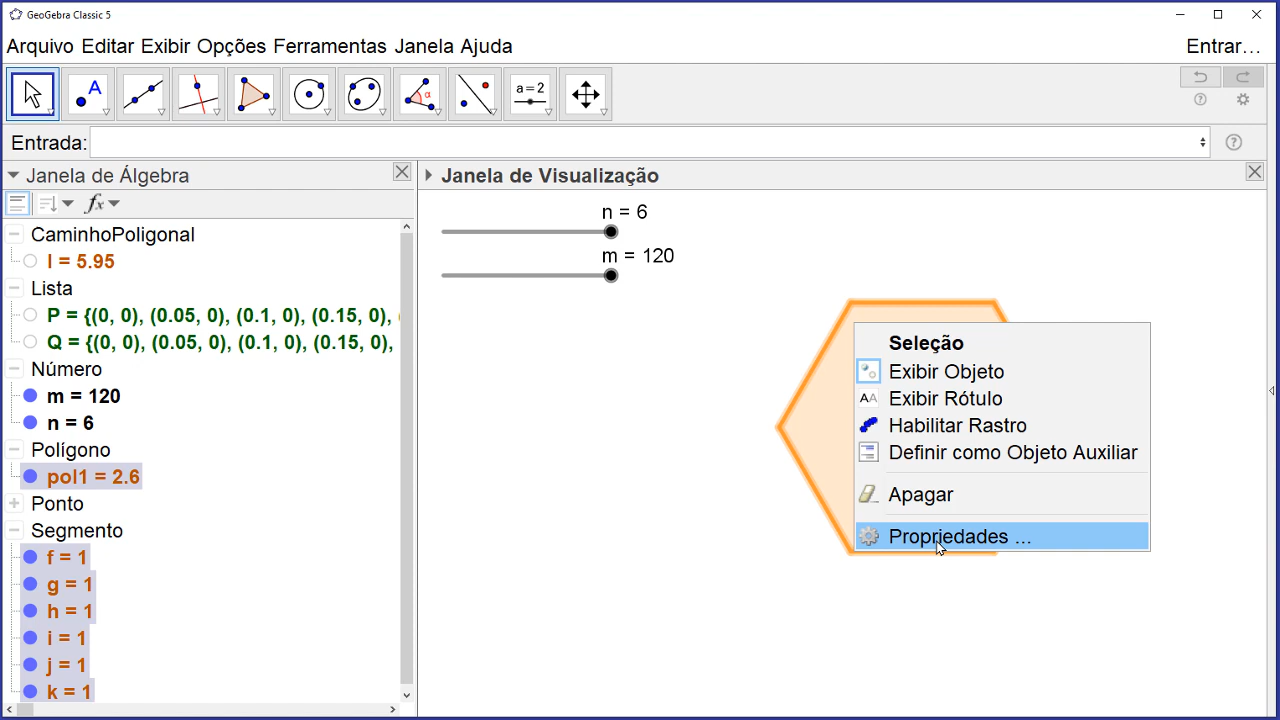 GeoGebra Classic 5
Arquivo Editar Exibir Opções Ferramentas Janela Ajuda
Entrar...
A
α
a=2
Entrada:
Janela de Álgebra
Janela de Visualização
fx
CaminhoPoligonal
l = 5.95
Lista
P = {(0, 0), (0.05, 0), (0.1, 0), (0.15, 0),
Q = {(0, 0), (0.05, 0), (0.1, 0), (0.15, 0),
Número
m = 120
n = 6
Polígono
pol1 = 2.6
Ponto
Segmento
f = 1
g = 1
h = 1
i = 1
j = 1
k = 1
n = 6
m = 120
Seleção
Exibir Objeto
AA Exibir Rótulo
Habilitar Rastro
Definir como Objeto Auxiliar
Apagar
Propriedades ...